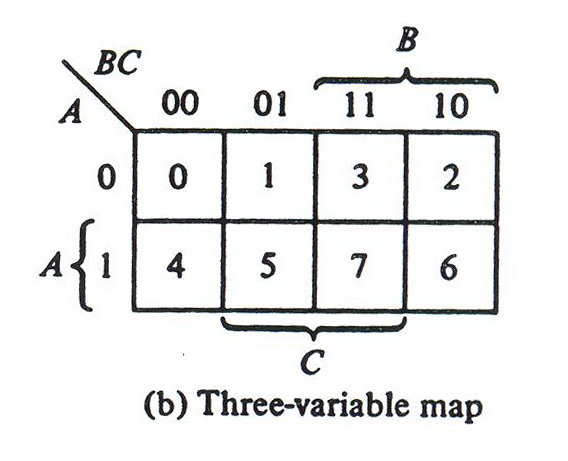 B
BC
A 00 01 11 10
0 0 1 3 2
A { 1 4 5 7 6
C
(b) Three-variable map